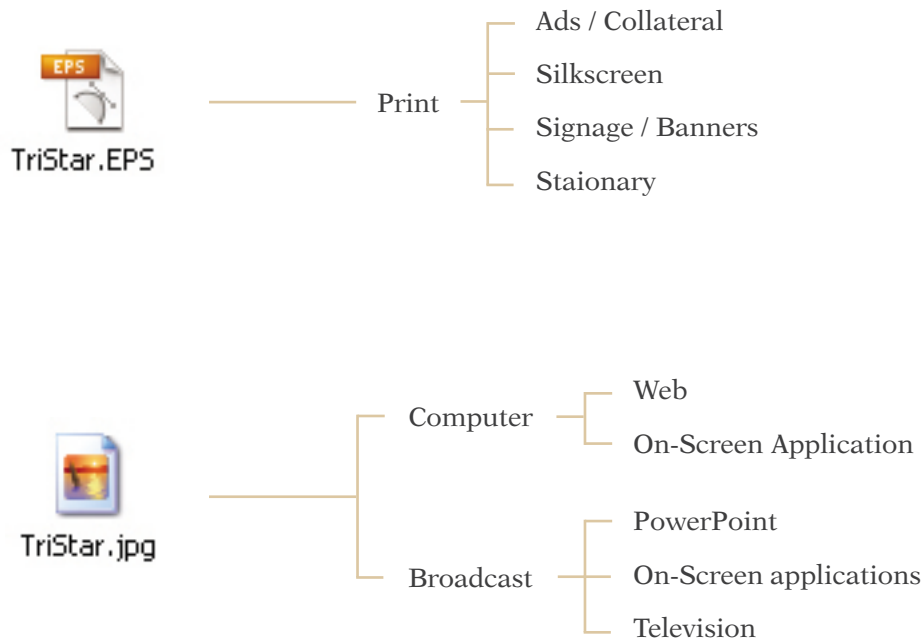 Ads / Collateral
EPS
Silkscreen
Print
Signage / Banners
TriStar.EPS
Staionary
Web
Computer
On-Screen Application
PowerPoint
TriStar.jpg
Broadcast
On-Screen applications
Television